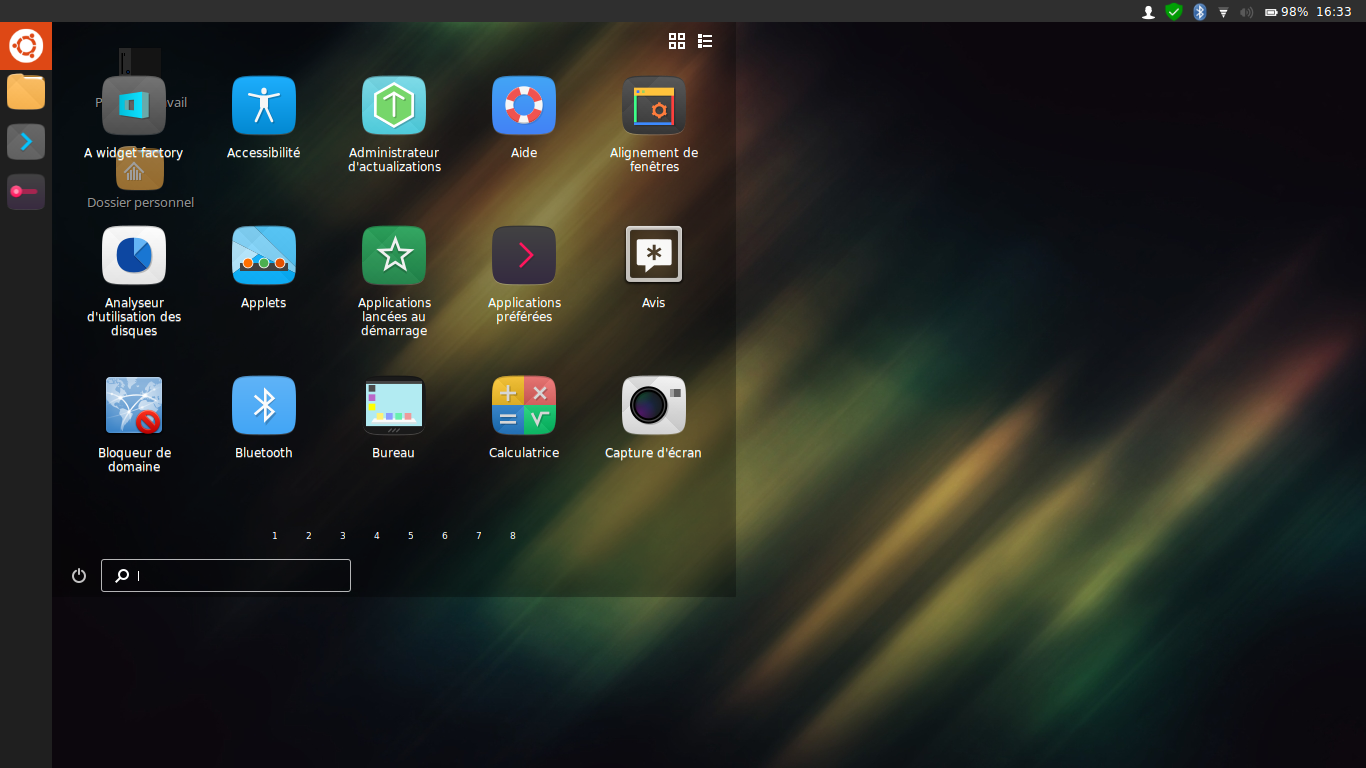 98% 16:33
vail
A widget factory
Accessibilité
Administrateur
d'actualizations
Aide
Alignement de
fenêtres
Dossier personnel
Analyseur
d'utilisation des
disques
Applets
Applications
lancées au
démarrage
Applications
préférées
Avis
Bloqueur de
domaine
Bluetooth
Bureau
Calculatrice
Capture d'écran
1 2 3 4 5 6 7 8